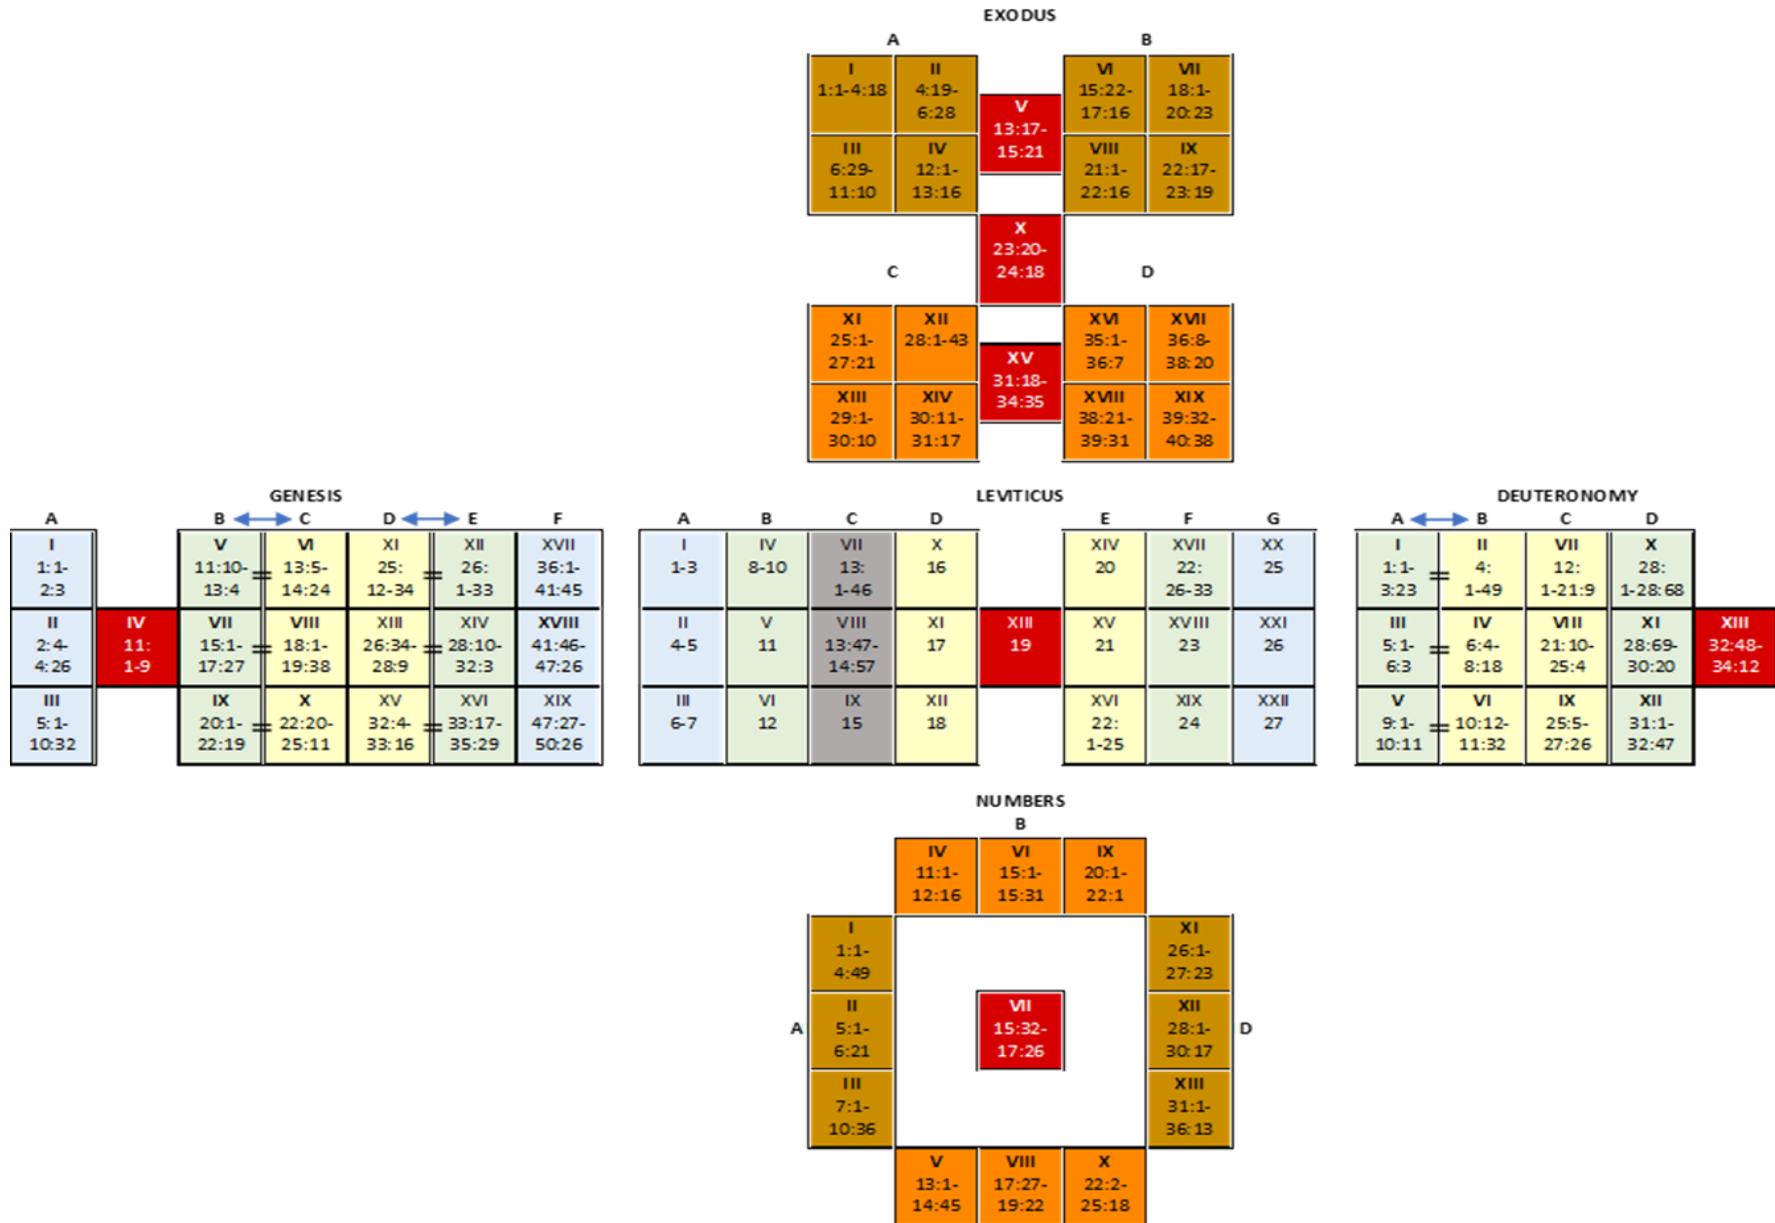 EXODUS
A
B
I
1:1-4:18
II
4:19-
6:28
V
13:17-
15:21
VI
15:22-
17:16
VII
18:1-
20:23
III
6:29-
11:10
IV
12:1-
13:16
VIII
21:1-
22:16
IX
22:17-
23:19
X
23:20-
24:18
C
D
XI
25:1-
27:21
XII
28:1-43
XV
31:18-
34:35
XVI
35:1-
36:7
XVII
36:8-
38:20
XIII
29:1-
30:10
XIV
30:11-
31:17
XVIII
38:21-
39:31
XIX
39:32-
40:38
GENESIS
A
B
C
D
E
F
I
1:1-
2:3
V
11:10-
13:4
VI
13:5-
14:24
XI
25:
12-34
XII
26:
1-33
XVII
36:1-
41:45
II
2:4-
4:26
IV
11:
1-9
VII
15:1-
17:27
VIII
18:1-
19:38
XIII
26:34-
28:9
XIV
28:10-
32:3
XVIII
41:46-
47:26
III
5:1-
10:32
IX
20:1-
22:19
X
22:20-
25:11
XV
32:4-
33:16
XVI
33:17-
35:29
XIX
47:27-
50:26
LEVITICUS
A
B
C
D
E
F
G
I
1-3
IV
8-10
VII
13:
1-46
X
16
XIV
20
XVII
22:
26-33
XX
25
II
4-5
V
11
VIII
13:47-
14:57
XI
17
XIII
19
XV
21
XVIII
23
XXI
26
III
6-7
VI
12
IX
15
XII
18
XVI
22:
1-25
XIX
24
XXII
27
DEUTERONOMY
A
B
C
D
I
1:1-
3:23
II
4:
1-49
VII
12:
1-21:9
X
28:
1-28:68
III
5:1-
6:3
IV
6:4-
8:18
VIII
21:10-
25:4
XI
28:69-
30:20
XIII
32:48-
34:12
V
9:1-
10:11
VI
10:12-
11:32
IX
25:5-
27:26
XII
31:1-
32:47
NUMBERS
B
IV
11:1-
12:16
VI
15:1-
15:31
IX
20:1-
22:1
I
1:1-
4:49
XI
26:1-
27:23
A
II
5:1-
6:21
VII
15:32-
17:26
XII
28:1-
30:17
D
III
7:1-
10:36
XIII
31:1-
36:13
V
13:1-
14:45
VIII
17:27-
19:22
X
22:2-
25:18